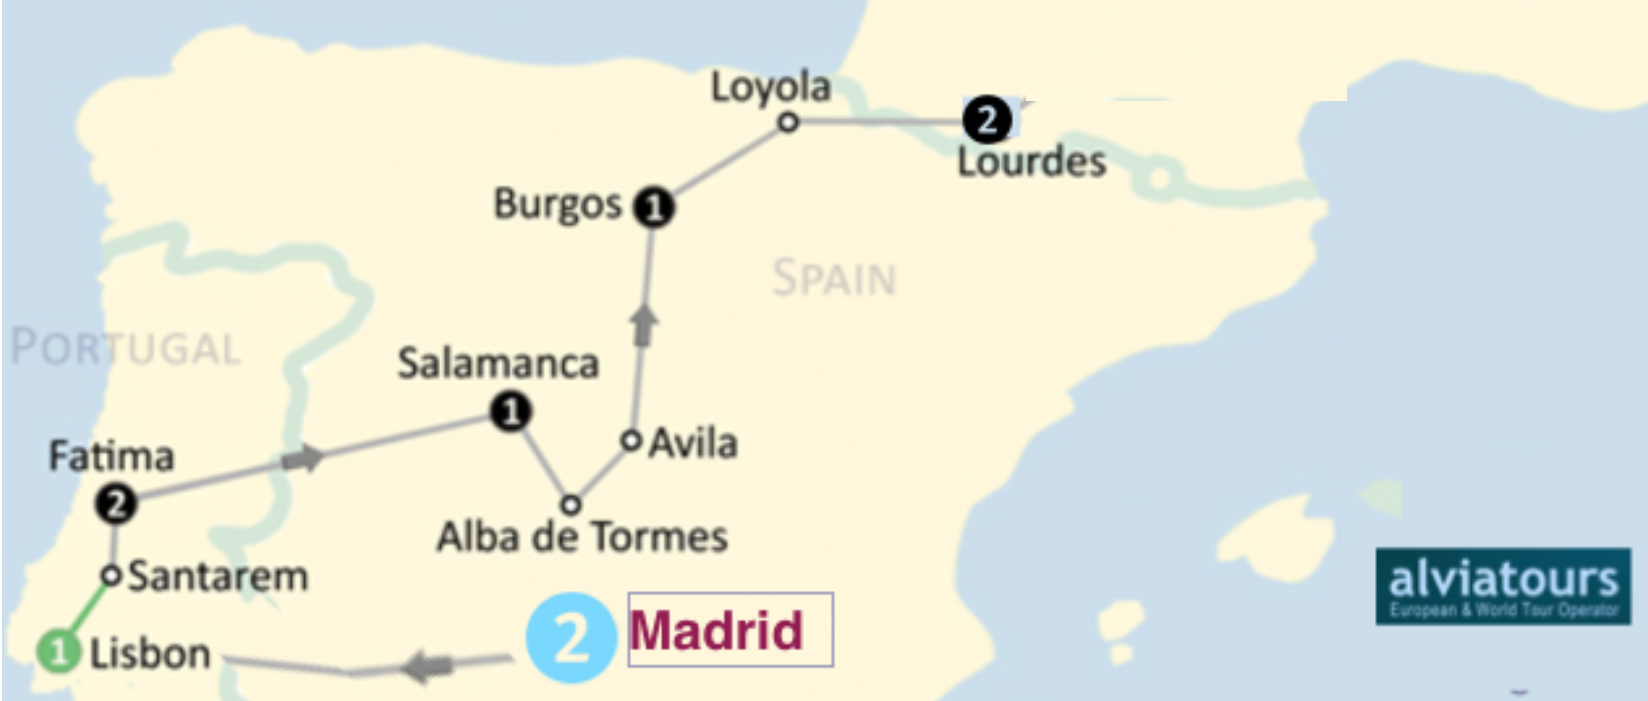 Loyola
2
Lourdes
Burgos 1
SPAIN
PORTUGAL
Salamanca
1
Fatima
2
Avila
Alba de Tormes
Santarem
1 Lisbon
2 Madrid
alviatours
European & World Tour Operator